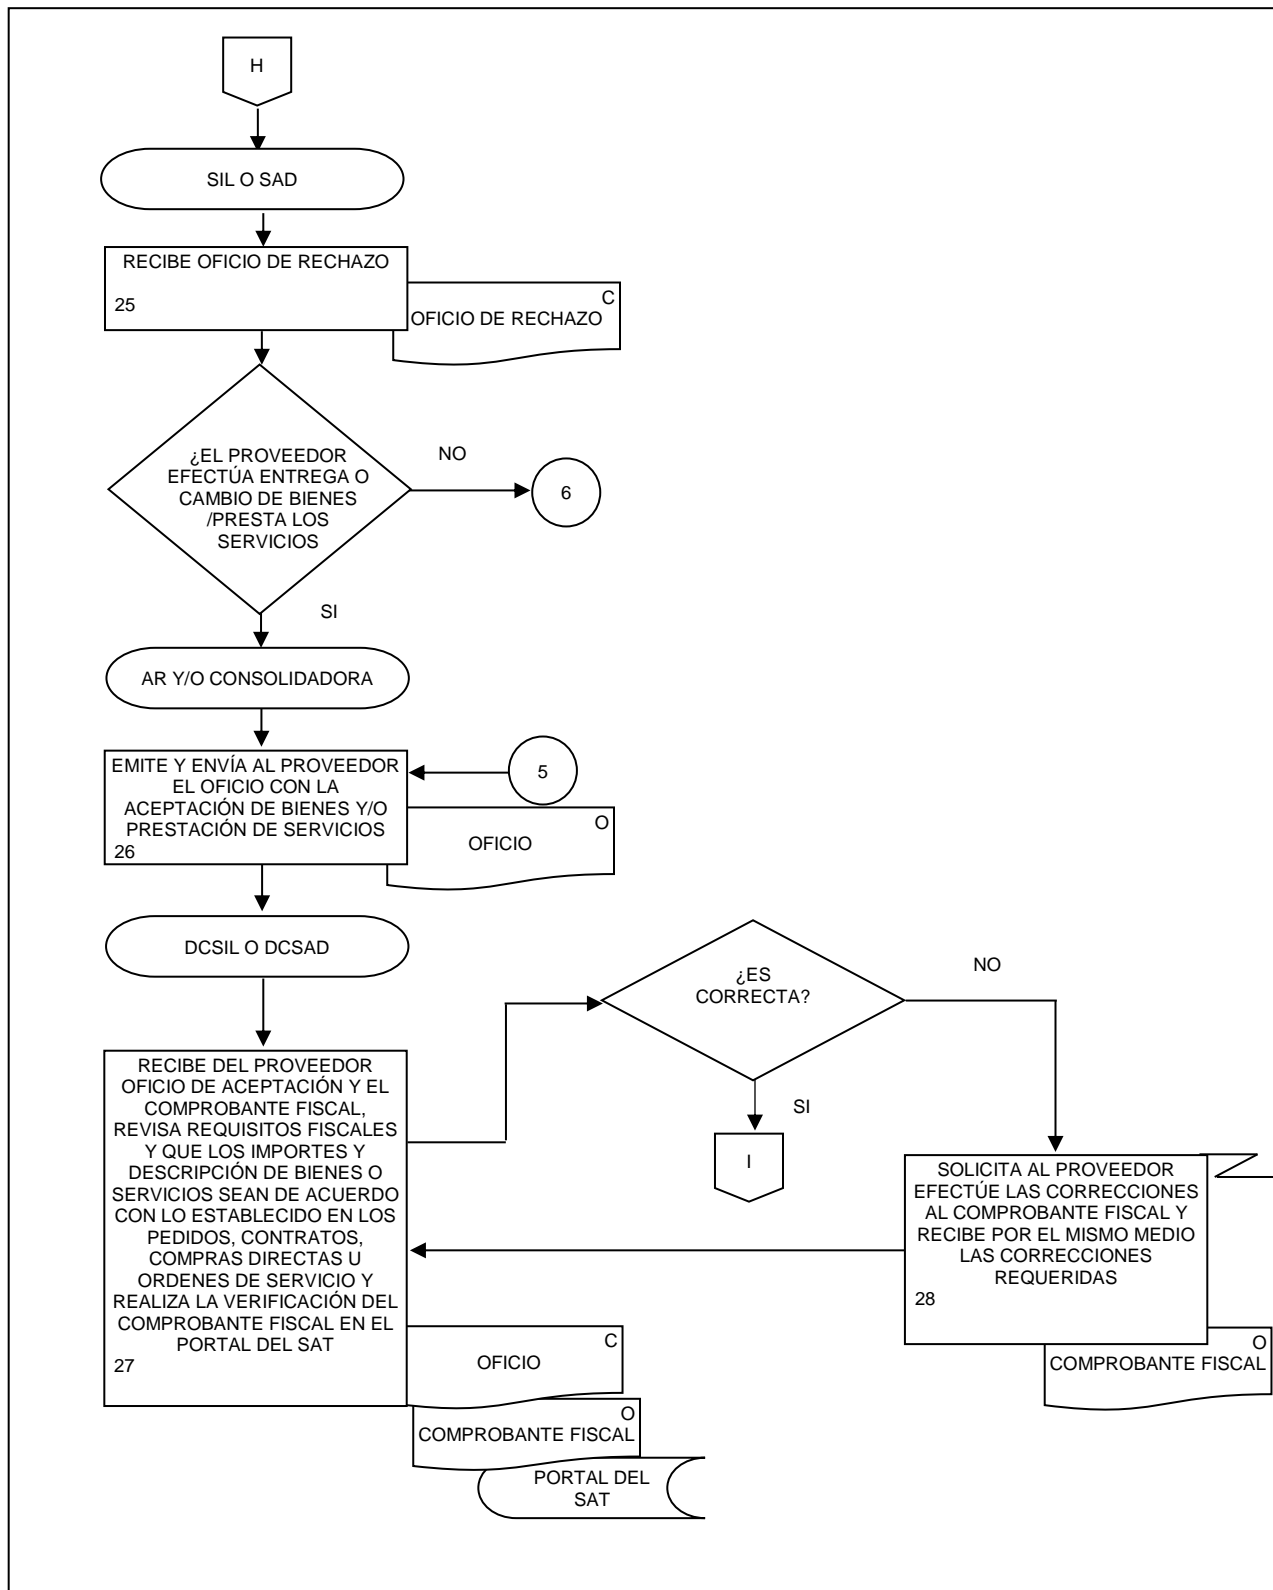 H
SIL O SAD
RECIBE OFICIO DE RECHAZO
25
C
OFICIO DE RECHAZO
¿EL PROVEEDOR
EFECTÚA ENTREGA O
CAMBIO DE BIENES
/PRESTA LOS
SERVICIOS
NO
6
SI
AR Y/O CONSOLIDADORA
EMITE Y ENVÍA AL PROVEEDOR
EL OFICIO CON LA
ACEPTACIÓN DE BIENES Y/O
PRESTACIÓN DE SERVICIOS
26
5
O
OFICIO
DCSIL O DCSAD
RECIBE DEL PROVEEDOR
OFICIO DE ACEPTACIÓN Y EL
COMPROBANTE FISCAL,
REVISA REQUISITOS FISCALES
Y QUE LOS IMPORTES Y
DESCRIPCIÓN DE BIENES O
SERVICIOS SEAN DE ACUERDO
CON LO ESTABLECIDO EN LOS
PEDIDOS, CONTRATOS,
COMPRAS DIRECTAS U
ORDENES DE SERVICIO Y
REALIZA LA VERIFICACIÓN DEL
COMPROBANTE FISCAL EN EL
PORTAL DEL SAT
27
C
OFICIO
O
COMPROBANTE FISCAL
PORTAL DEL
SAT
¿ES
CORRECTA?
NO
SI
I
SOLICITA AL PROVEEDOR
EFECTÚE LAS CORRECCIONES
AL COMPROBANTE FISCAL Y
RECIBE POR EL MISMO MEDIO
LAS CORRECCIONES
REQUERIDAS
28
O
COMPROBANTE FISCAL